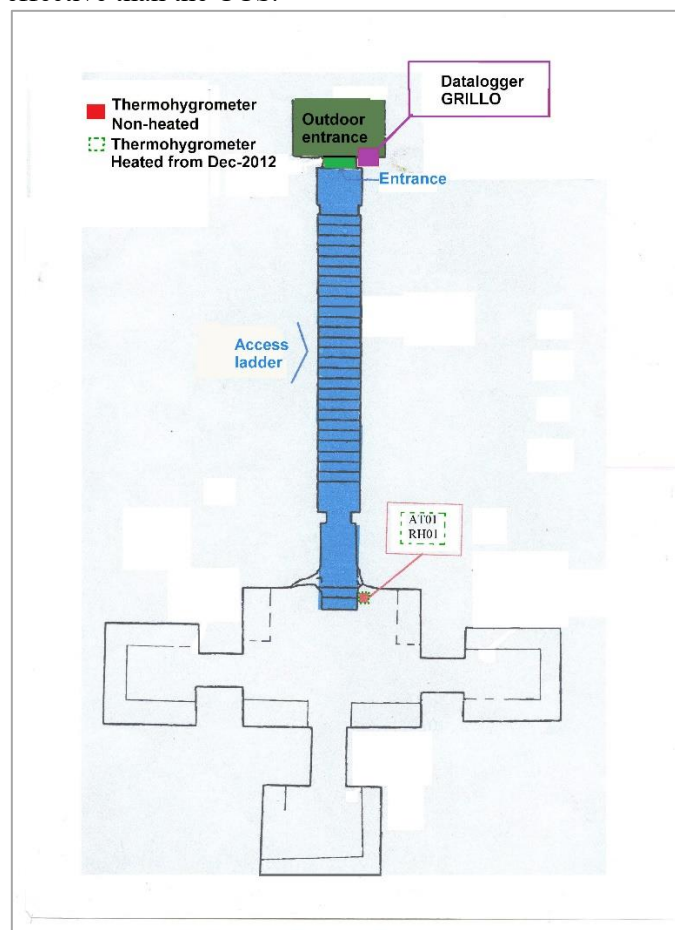 Datalogger
GRILLO
Thermohygrometer
Non-heated
Thermohygrometer
Heated from Dec-2012
Outdoor
entrance
Entrance
Access
ladder
AT01
RH01